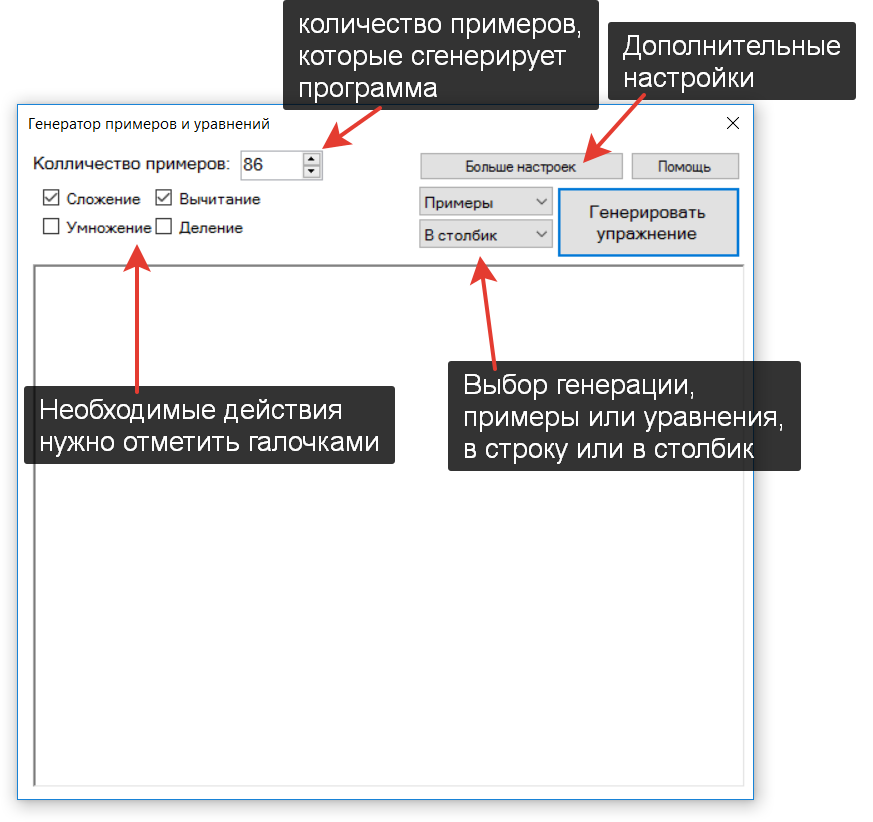 количество примеров,
которые сгенерирует
программа
Дополнительные
настройки
Генератор примеров и уравнений
Колличество примеров: 86
Больше настроек
Помощь
Сложение
Вычитание
Умножение
Деление
Примеры
В столбик
Генерировать
упражнение
Необходимые действия
нужно отметить галочками
Выбор генерации,
примеры или уравнения,
в строку или в столбик